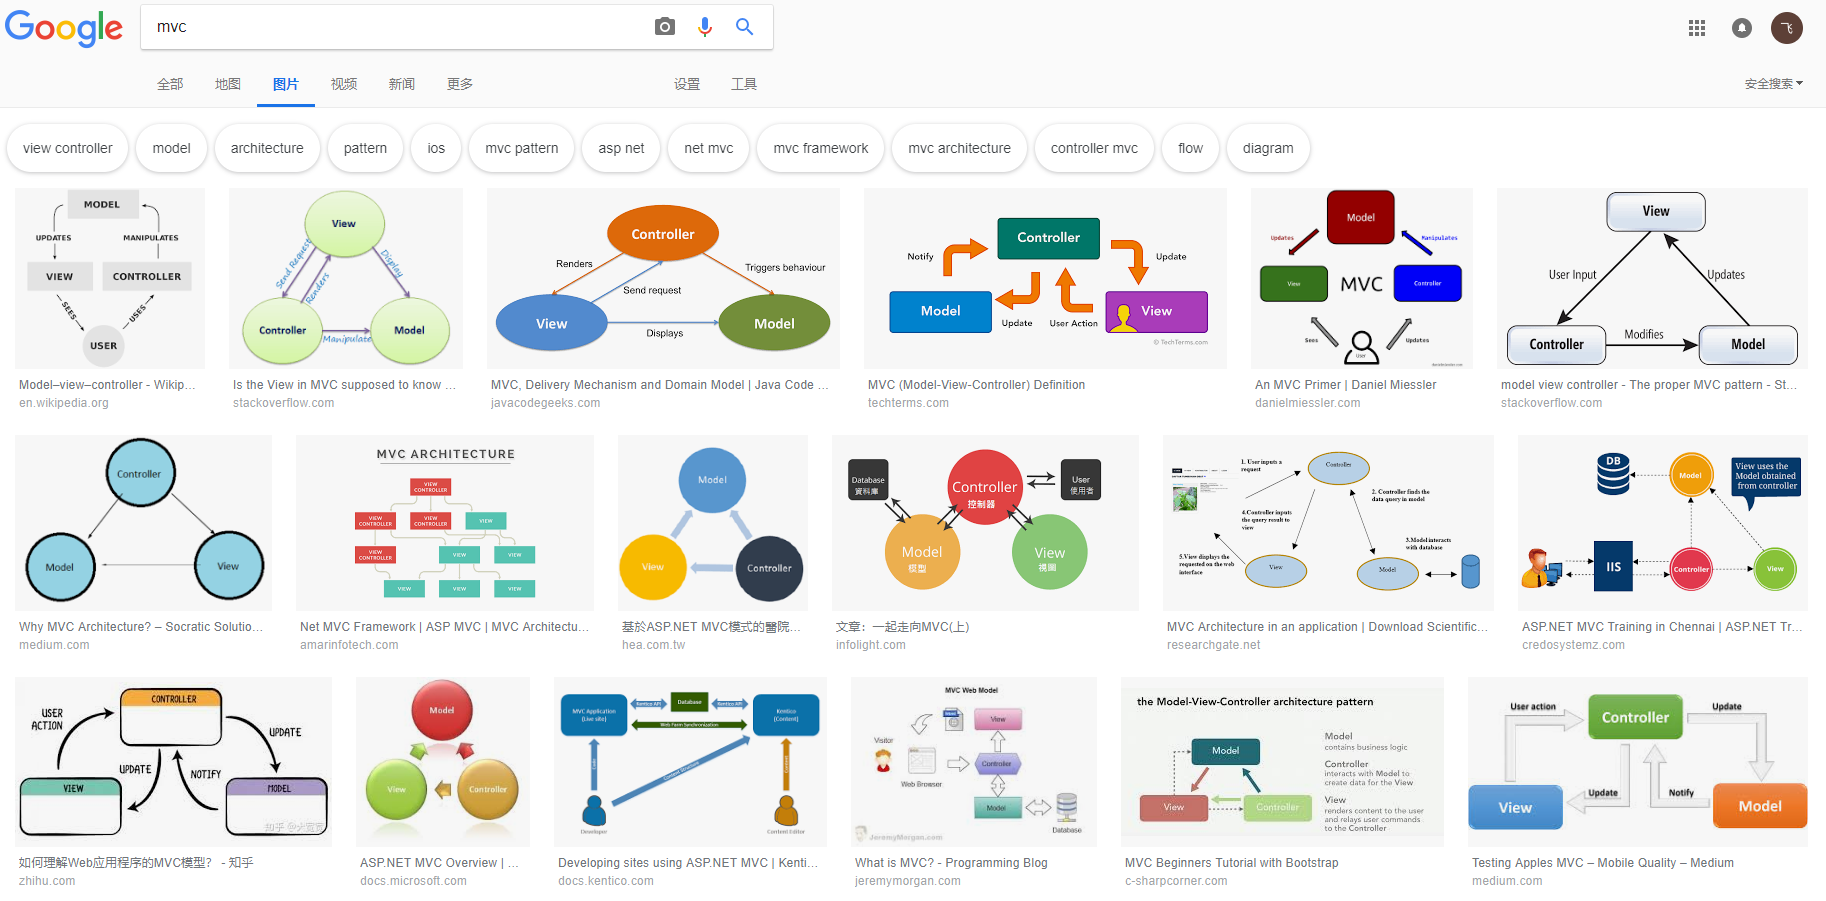 Google
mvc
飞
全部 地图 图片 视频 新闻 更多 设置 工具
安全搜索
view controller model architecture pattern ios mvc pattern asp net net mvc mvc framework mvc architecture controller mvc flow diagram
MODEL
UPDATES MANIPULATES
VIEW CONTROLLER
SEES USES
USER
Model–view–controller - Wikip...
en.wikipedia.org
View
Send Request
Renders
Display
Controller
Manipulate
Model
Is the View in MVC supposed to know ...
stackoverflow.com
Controller
Renders
Triggers behaviour
Send request
View
Displays
Model
MVC, Delivery Mechanism and Domain Model | Java Code ...
javacodegeeks.com
Controller
Notify
Update
Model
View
Update
User Action
© TechTerms.com
MVC (Model-View-Controller) Definition
techterms.com
Model
Updates
Manipulates
View
MVC
Controller
Sees
User
Updates
An MVC Primer | Daniel Miessler
danielmiessler.com
View
User Input
Updates
Controller
Modifies
Model
model view controller - The proper MVC pattern - St...
stackoverflow.com
Controller
Model
View
Why MVC Architecture? – Socratic Solutio...
medium.com
MVC ARCHITECTURE
VIEW
CONTROLLER
VIEW
CONTROLLER
VIEW
CONTROLLER
VIEW
VIEW
CONTROLLER
VIEW
VIEW
VIEW
VIEW
VIEW
Net MVC Framework | ASP MVC | MVC Architectu...
amarinfotech.com
Model
View
Controller
基於ASP.NET MVC模式的醫院...
hea.com.tw
Database
資料庫
Controller
控制器
User
使用者
Model
模型
View
視圖
文章：一起走向MVC(上)
infolight.com
1. User inputs a
request
Controller
2. Controller finds the
data query in model
4.Controller inputs
the query result to
view
3.Model interacts
with database
5.View displays the
requested on the web
interface
View
Model
MVC Architecture in an application | Download Scientific...
researchgate.net
DB
Model
View uses the
Model obtained
from controller
IIS
Controller
View
ASP.NET MVC Training in Chennai | ASP.NET Tr...
credosystemz.com
CONTROLLER
USER
ACTION
UPDATE
UPDATE
NOTIFY
VIEW
MODEL
如何理解Web应用程序的MVC模型？ - 知乎
zhihu.com
Model
View
Controller
ASP.NET MVC Overview | ...
docs.microsoft.com
MVC Application
(Live site)
Kentico API
Database
Kentico API
Kentico
(Content)
Web Farm Synchronization
Code
Content Structure
Content
Developer
Content Editor
Developing sites using ASP.NET MVC | Kenti...
docs.kentico.com
MVC Web Model
View
Visitor
Web Browser
Controller
Model
Database
JeremyMorgan.com
What is MVC? - Programming Blog
jeremymorgan.com
the Model-View-Controller architecture pattern
Model
View
Controller
Model
contains business logic
Controller
interacts with Model to
create data for the View
View
renders content to the user
and relays user commands
to the Controller
MVC Beginners Tutorial with Bootstrap
c-sharpcorner.com
User action
Controller
Update
View
Update
Notify
Model
Testing Apples MVC – Mobile Quality – Medium
medium.com